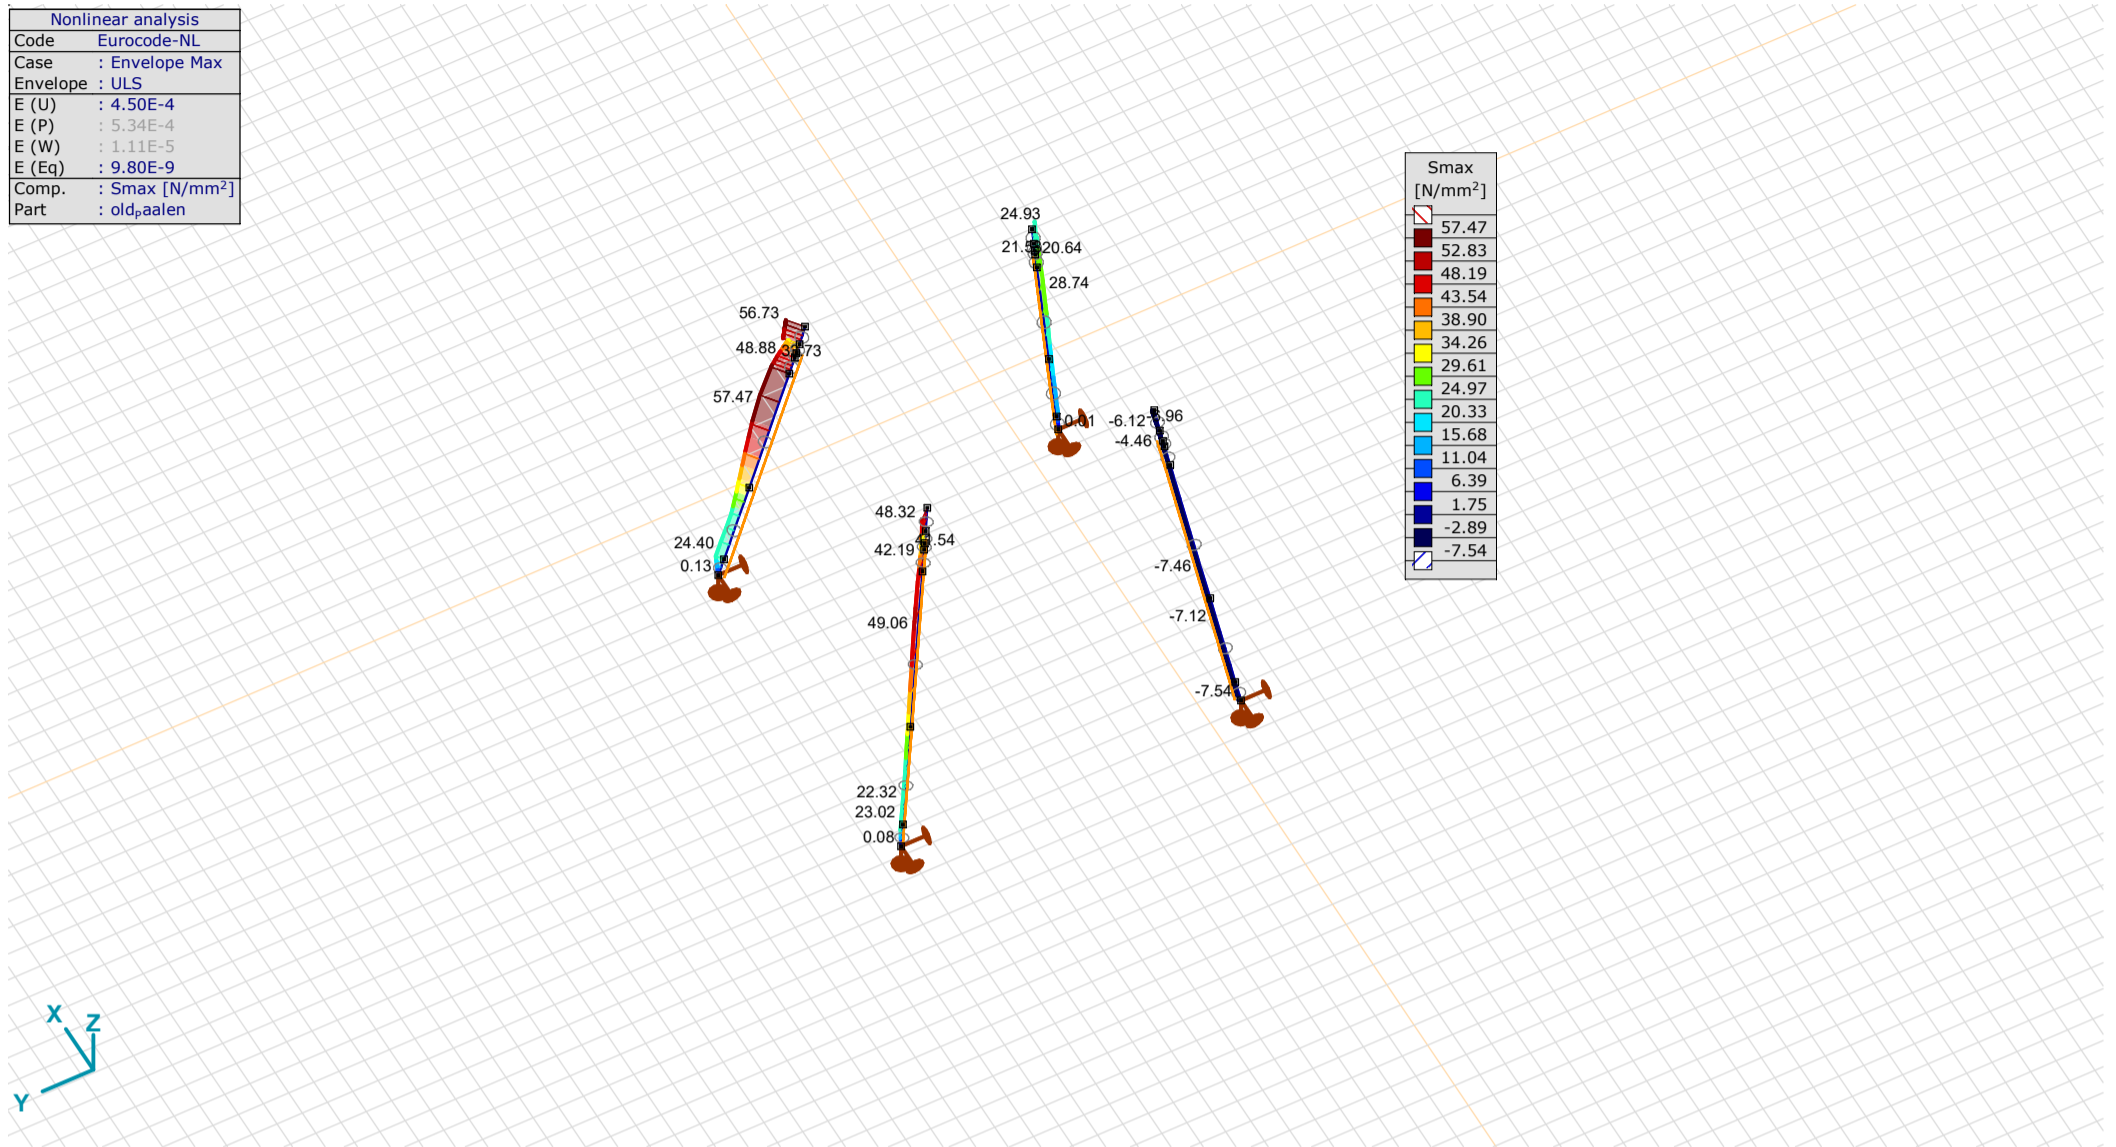 Nonlinear analysis
Code Eurocode-NL
Case : Envelope Max
Envelope : ULS
E (U) : 4.50E-4
E (P) : 5.34E-4
E (W) : 1.11E-5
E (Eq) : 9.80E-9
Comp. : Smax [N/mm²]
Part : oldₚaalen
Smax
[N/mm²]
57.47
52.83
48.19
43.54
38.90
34.26
29.61
24.97
20.33
15.68
11.04
6.39
1.75
-2.89
-7.54
24.93
20.64
28.74
0.01
56.73
48.88
57.47
24.40
0.13
48.32
42.19
49.06
22.32
23.02
0.08
-6.12
-4.46
-7.46
-7.12
-7.54
X
Z
Y